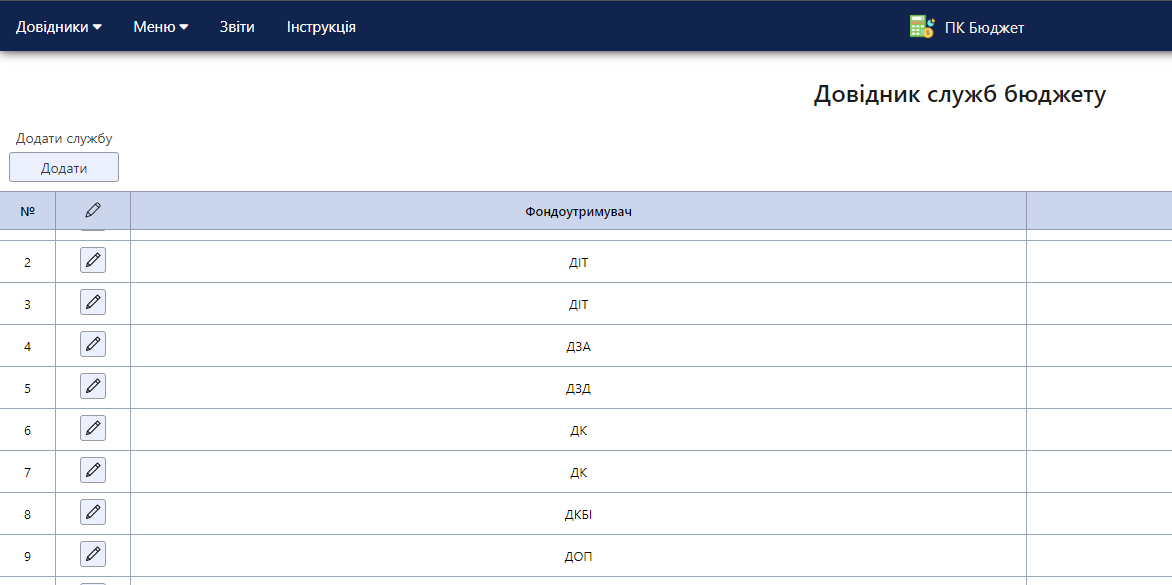 Довідники Меню Звіти Інструкція ПК Бюджет
Довідник служб бюджету
Додати службу
Додати
№ Фондоутримувач
2 ДІТ
3 ДІТ
4 ДЗА
5 ДЗД
6 ДК
7 ДК
8 ДКБІ
9 ДОП